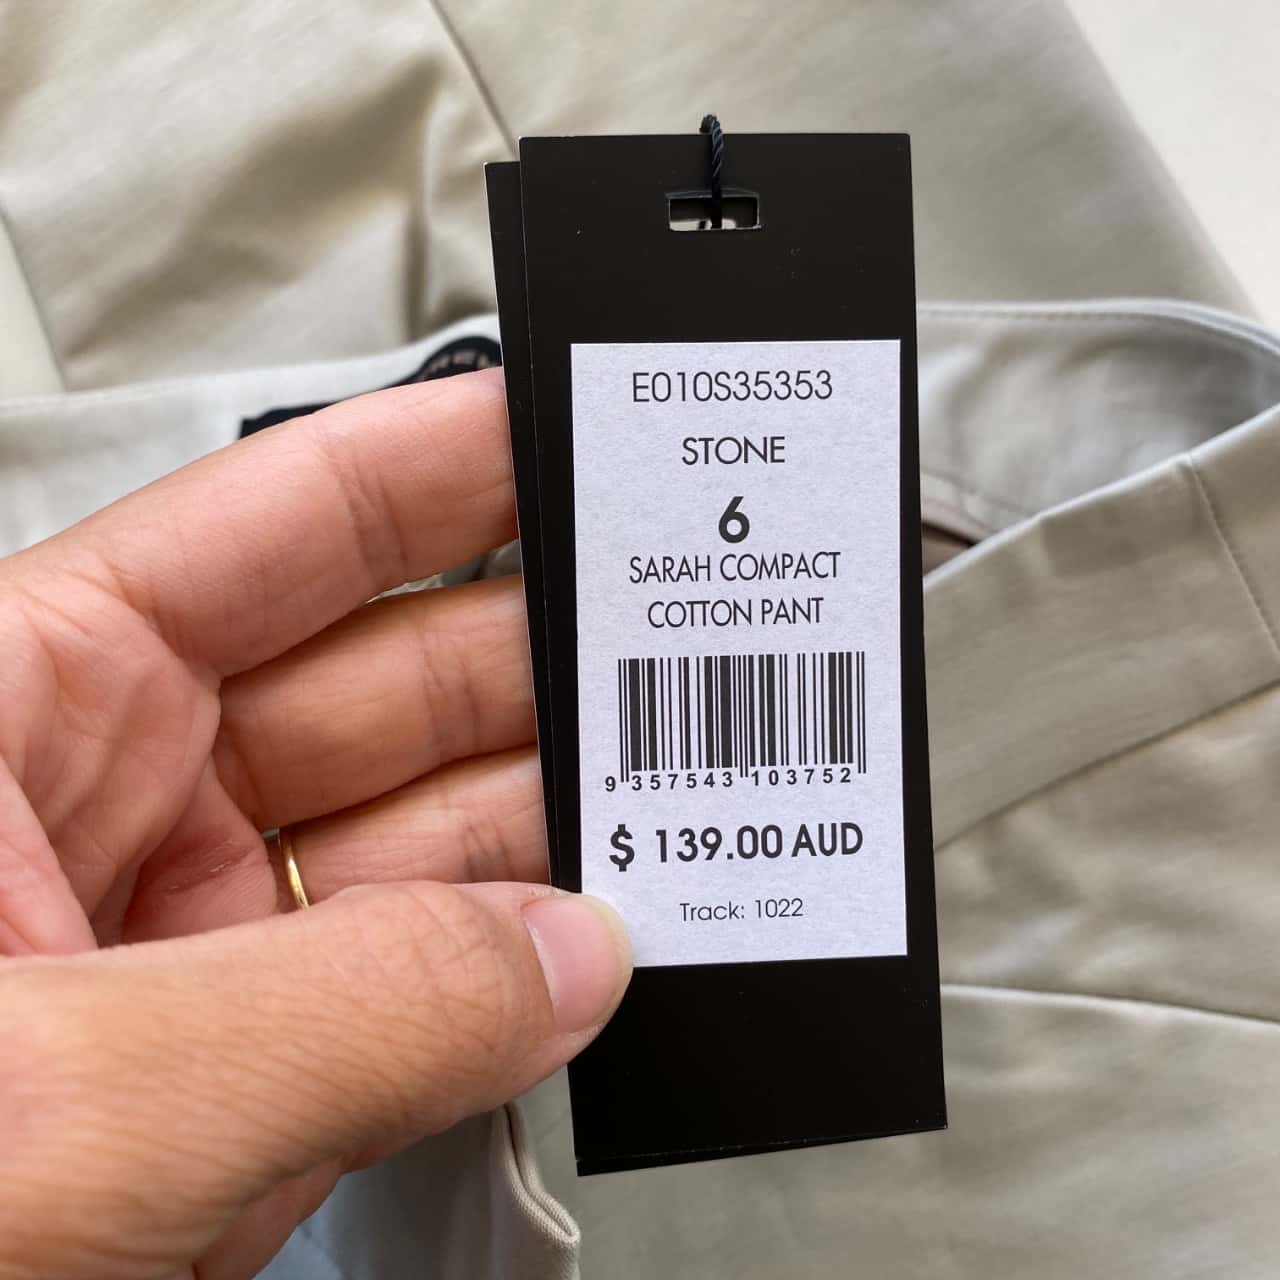 E010S35353
STONE
6
SARAH COMPACT
COTTON PANT
9 357543 103752
$ 139.00 AUD
Track: 1022